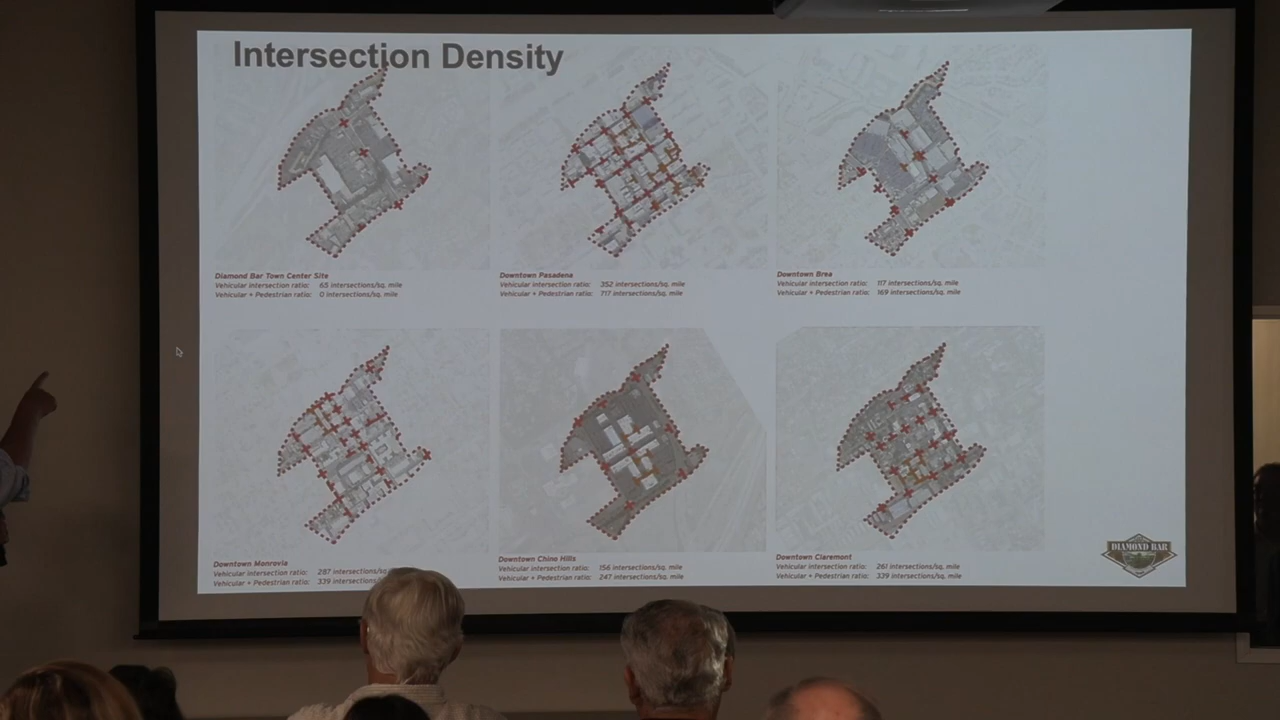 Intersection Density
Diamond Bar Town Center Site
Vehicular intersection ratio: 65 intersections/sq. mile
Vehicular + Pedestrian ratio: 0 intersections/sq. mile
Downtown Pasadena
Vehicular intersection ratio: 352 intersections/sq. mile
Vehicular + Pedestrian ratio: 717 intersections/sq. mile
Downtown Brea
Vehicular intersection ratio: 117 intersections/sq. mile
Vehicular + Pedestrian ratio: 169 intersections/sq. mile
Downtown Monrovia
Vehicular intersection ratio: 287 intersections/sq.
Vehicular + Pedestrian ratio: 339 intersections/
Downtown Chino Hills
Vehicular intersection ratio: 156 intersections/sq. mile
Vehicular + Pedestrian ratio: 247 intersections/sq. mile
Downtown Claremont
Vehicular intersection ratio: 261 intersections/sq. mile
Vehicular + Pedestrian ratio: 339 intersections/sq. mile
DIAMOND BAR